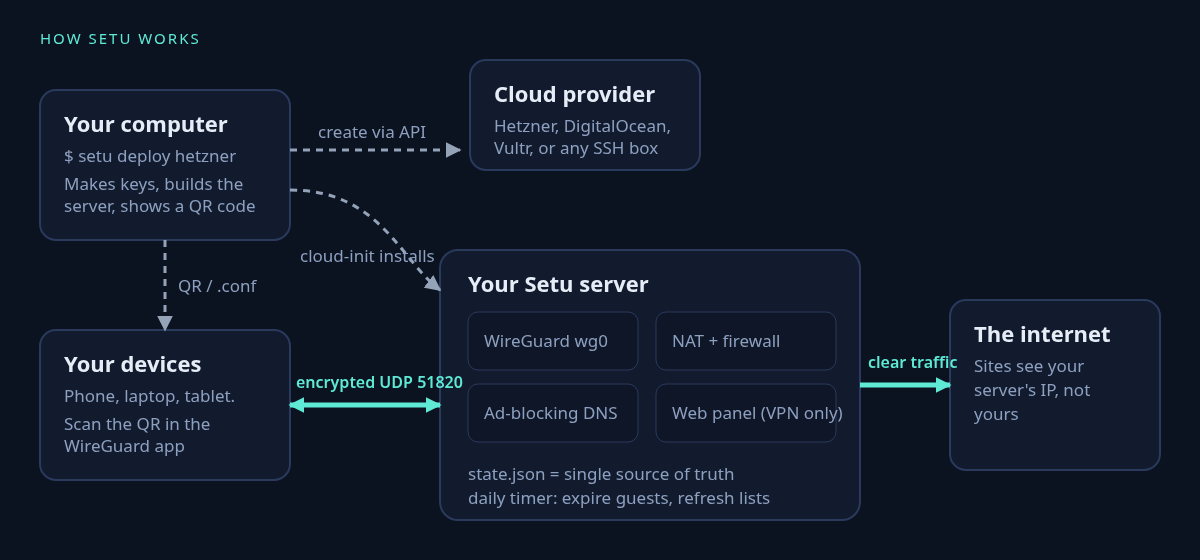 HOW SETU WORKS
Your computer
$ setu deploy hetzner
Makes keys, builds the
server, shows a QR code
create via API
Cloud provider
Hetzner, DigitalOcean,
Vultr, or any SSH box
cloud-init installs
QR / .conf
Your devices
Phone, laptop, tablet.
Scan the QR in the
WireGuard app
encrypted UDP 51820
Your Setu server
WireGuard wg0
NAT + firewall
Ad-blocking DNS
Web panel (VPN only)
state.json = single source of truth
daily timer: expire guests, refresh lists
clear traffic
The internet
Sites see your
server's IP, not
yours